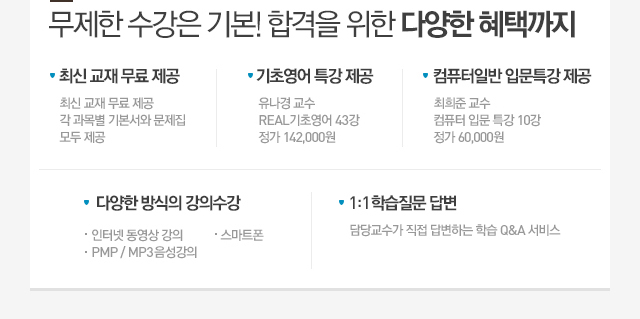 무제한 수강은 기본! 합격을 위한 다양한 혜택까지
최신 교재 무료 제공
최신 교재 무료 제공
각 과목별 기본서와 문제집
모두 제공
기초영어 특강 제공
유나경 교수
REAL기초영어 43강
정가 142,000원
컴퓨터일반 입문특강 제공
최희준 교수
컴퓨터 입문 특강 10강
정가 60,000원
다양한 방식의 강의수강
· 인터넷 동영상 강의 · 스마트폰
· PMP / MP3음성강의
1:1학습질문 답변
담당교수가 직접 답변하는 학습 Q&A 서비스